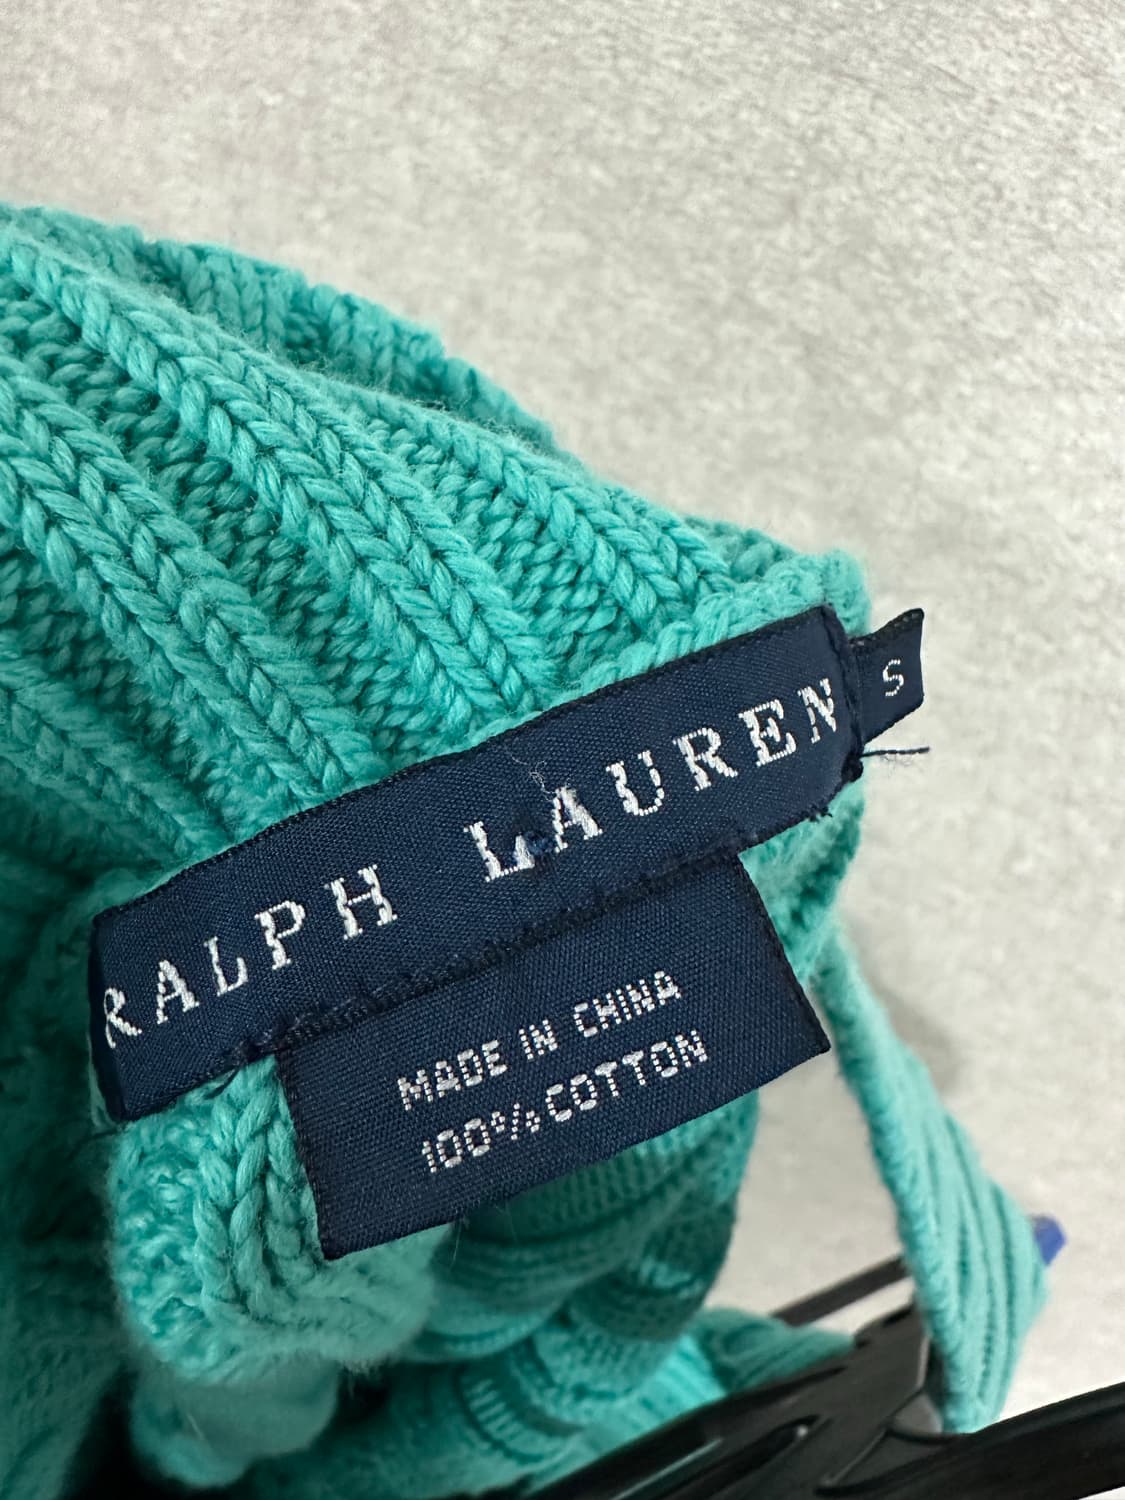 RALPH LAUREN
S
MADE IN CHINA
100% COTTON